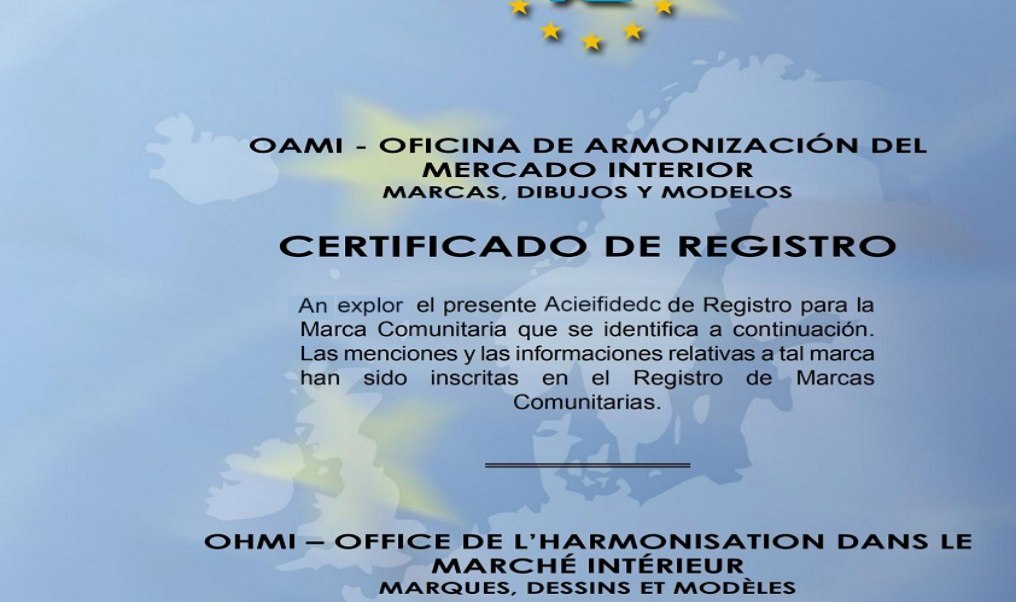 OAMI - OFICINA DE ARMONIZACIÓN DEL
MERCADO INTERIOR
MARCAS, DIBUJOS Y MODELOS
CERTIFICADO DE REGISTRO
An explor el presente Acieifidedc de Registro para la
Marca Comunitaria que se identifica a continuación.
Las menciones y las informaciones relativas a tal marca
han sido inscritas en el Registro de Marcas
Comunitarias.
OHMI – OFFICE DE L'HARMONISATION DANS LE
MARCHÉ INTÉRIEUR
MARQUES, DESSINS ET MODÈLES